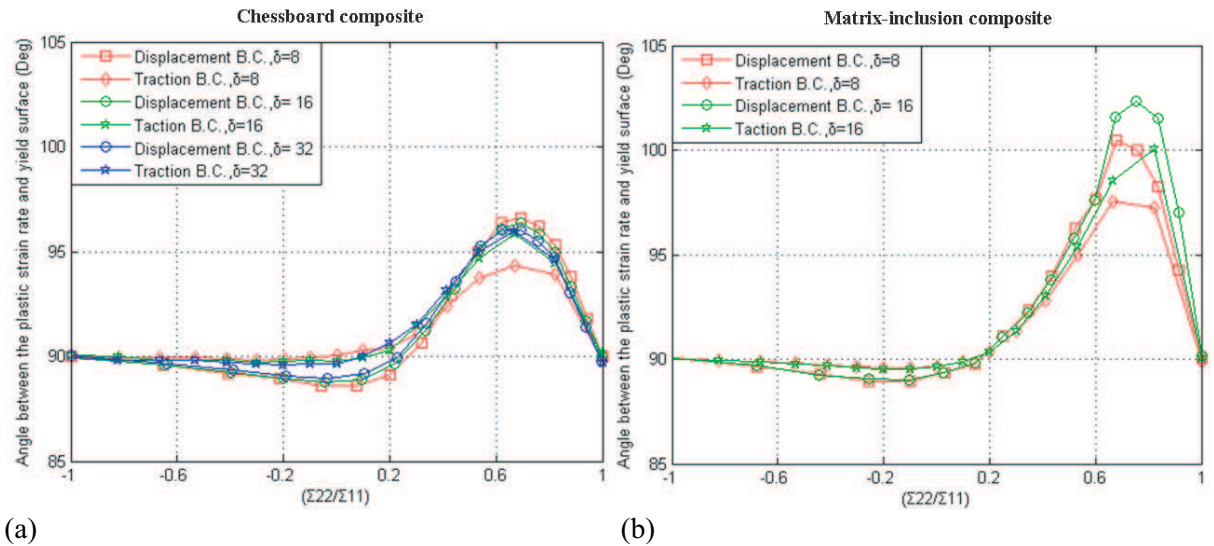 Chessboard composite
Angle between the plastic strain rate and yield surface (Deg)
105
100
95
90
85
Displacement B.C.,δ=8
Traction B.C.,δ=8
Displacement B.C.,δ= 16
Taction B.C.,δ=16
Displacement B.C.,δ= 32
Traction B.C.,δ=32
-1 -0.6 -0.2 0.2 0.6 1
(Σ22/Σ11)
(a)
Matrix-inclusion composite
Angle between the plastic strain rate and yield surface (Deg)
105
100
95
90
85
Displacement B.C.,δ=8
Traction B.C.,δ=8
Displacement B.C.,δ= 16
Taction B.C.,δ=16
-1 -0.6 -0.2 0.2 0.6 1
(Σ22/Σ11)
(b)